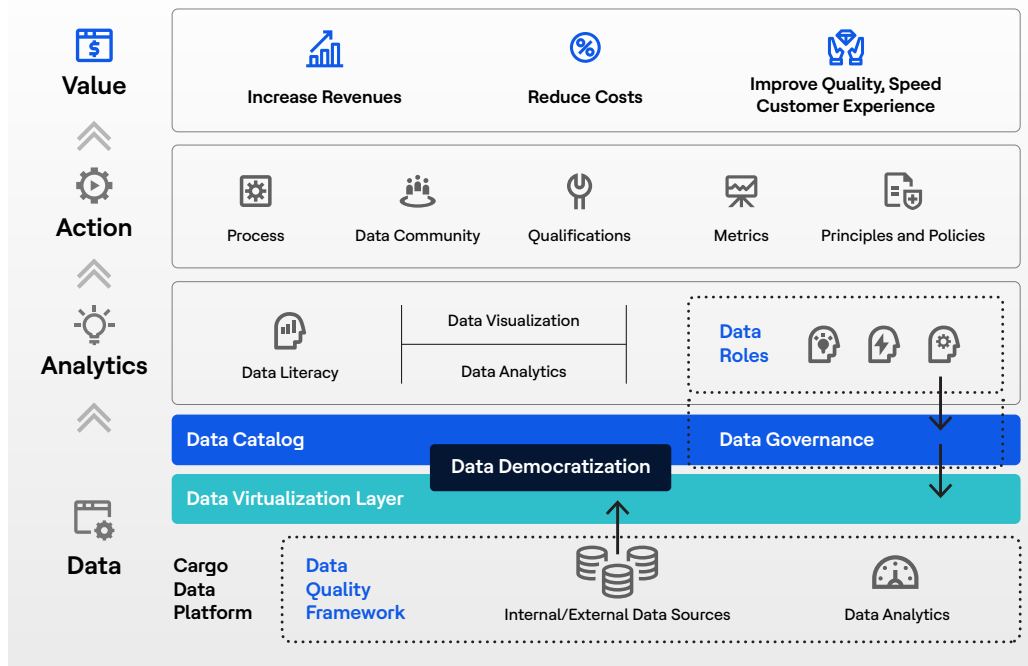 Value
Increase Revenues
Reduce Costs
Improve Quality, Speed
Customer Experience
Action
Process
Data Community
Qualifications
Metrics
Principles and Policies
Analytics
Data Literacy
Data Visualization
Data Analytics
Data
Roles
Data Catalog
Data Governance
Data Democratization
Data Virtualization Layer
Data
Cargo
Data
Platform
Data
Quality
Framework
Internal/External Data Sources
Data Analytics